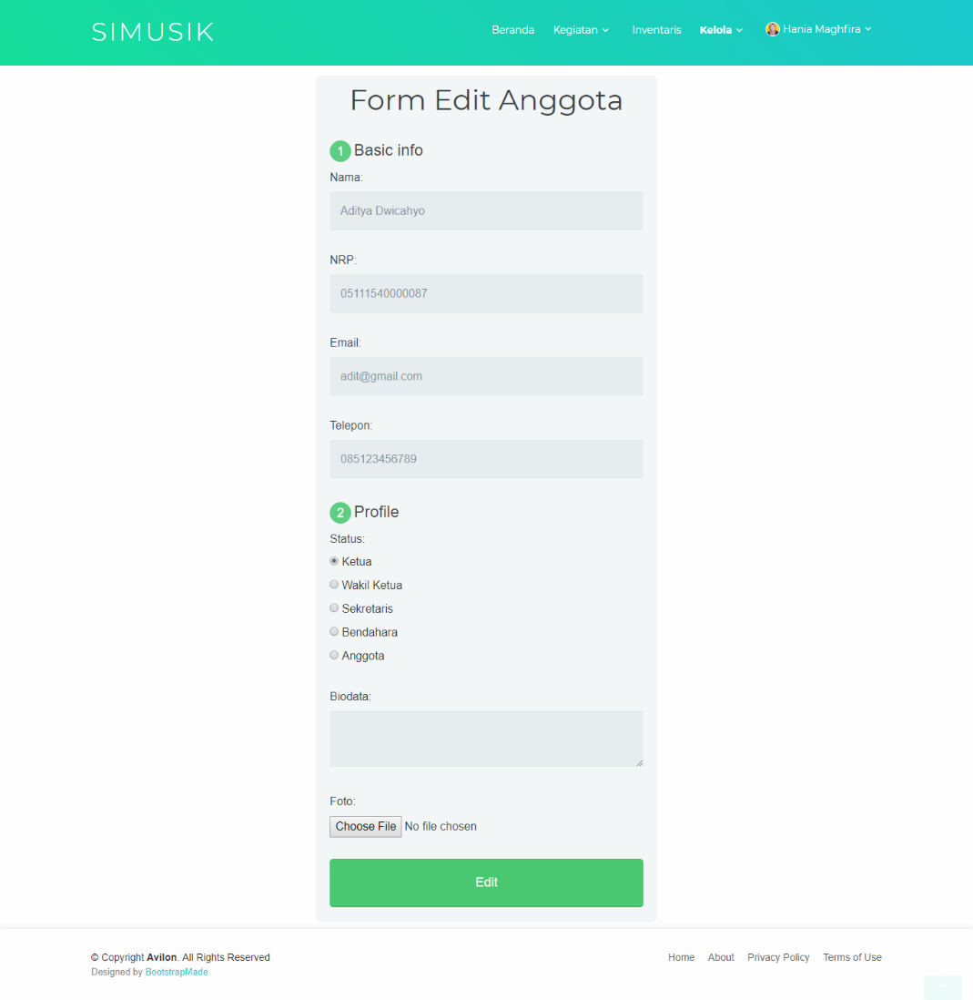 SIMUSIK
Beranda Kegiatan Inventaris Kelola Hania Maghfira
Form Edit Anggota
1 Basic info
Nama:
Aditya Dwicahyo
NRP:
05111540000087
Email:
adit@gmail.com
Telepon:
085123456789
2 Profile
Status:
Ketua
Wakil Ketua
Sekretaris
Bendahara
Anggota
Biodata:
Foto:
Choose File No file chosen
Edit
© Copyright Avilon. All Rights Reserved
Home About Privacy Policy Terms of Use
Designed by BootstrapMade